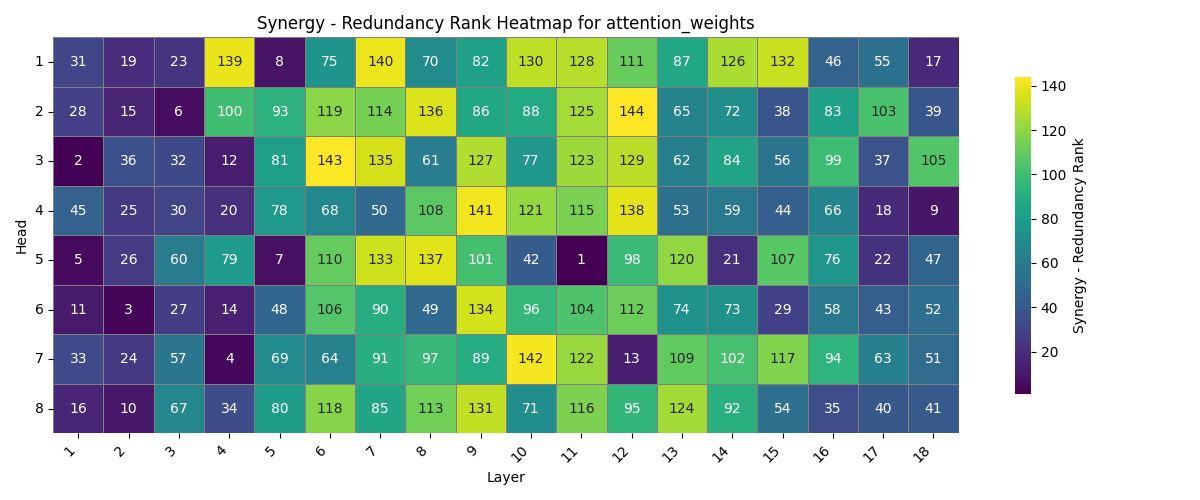 Synergy - Redundancy Rank Heatmap for attention_weights
1 31 19 23 139 8 75 140 70 82 130 128 111 87 126 132 46 55 17
2 28 15 6 100 93 119 114 136 86 88 125 144 65 72 38 83 103 39
3 2 36 32 12 81 143 135 61 127 77 123 129 62 84 56 99 37 105
4 45 25 30 20 78 68 50 108 141 121 115 138 53 59 44 66 18 9
5 5 26 60 79 7 110 133 137 101 42 1 98 120 21 107 76 22 47
6 11 3 27 14 48 106 90 49 134 96 104 112 74 73 29 58 43 52
7 33 24 57 4 69 64 91 97 89 142 122 13 109 102 117 94 63 51
8 16 10 67 34 80 118 85 113 131 71 116 95 124 92 54 35 40 41
1 2 3 4 5 6 7 8 9 10 11 12 13 14 15 16 17 18
Layer
Head
140
120
100
80
60
40
20
Synergy - Redundancy Rank